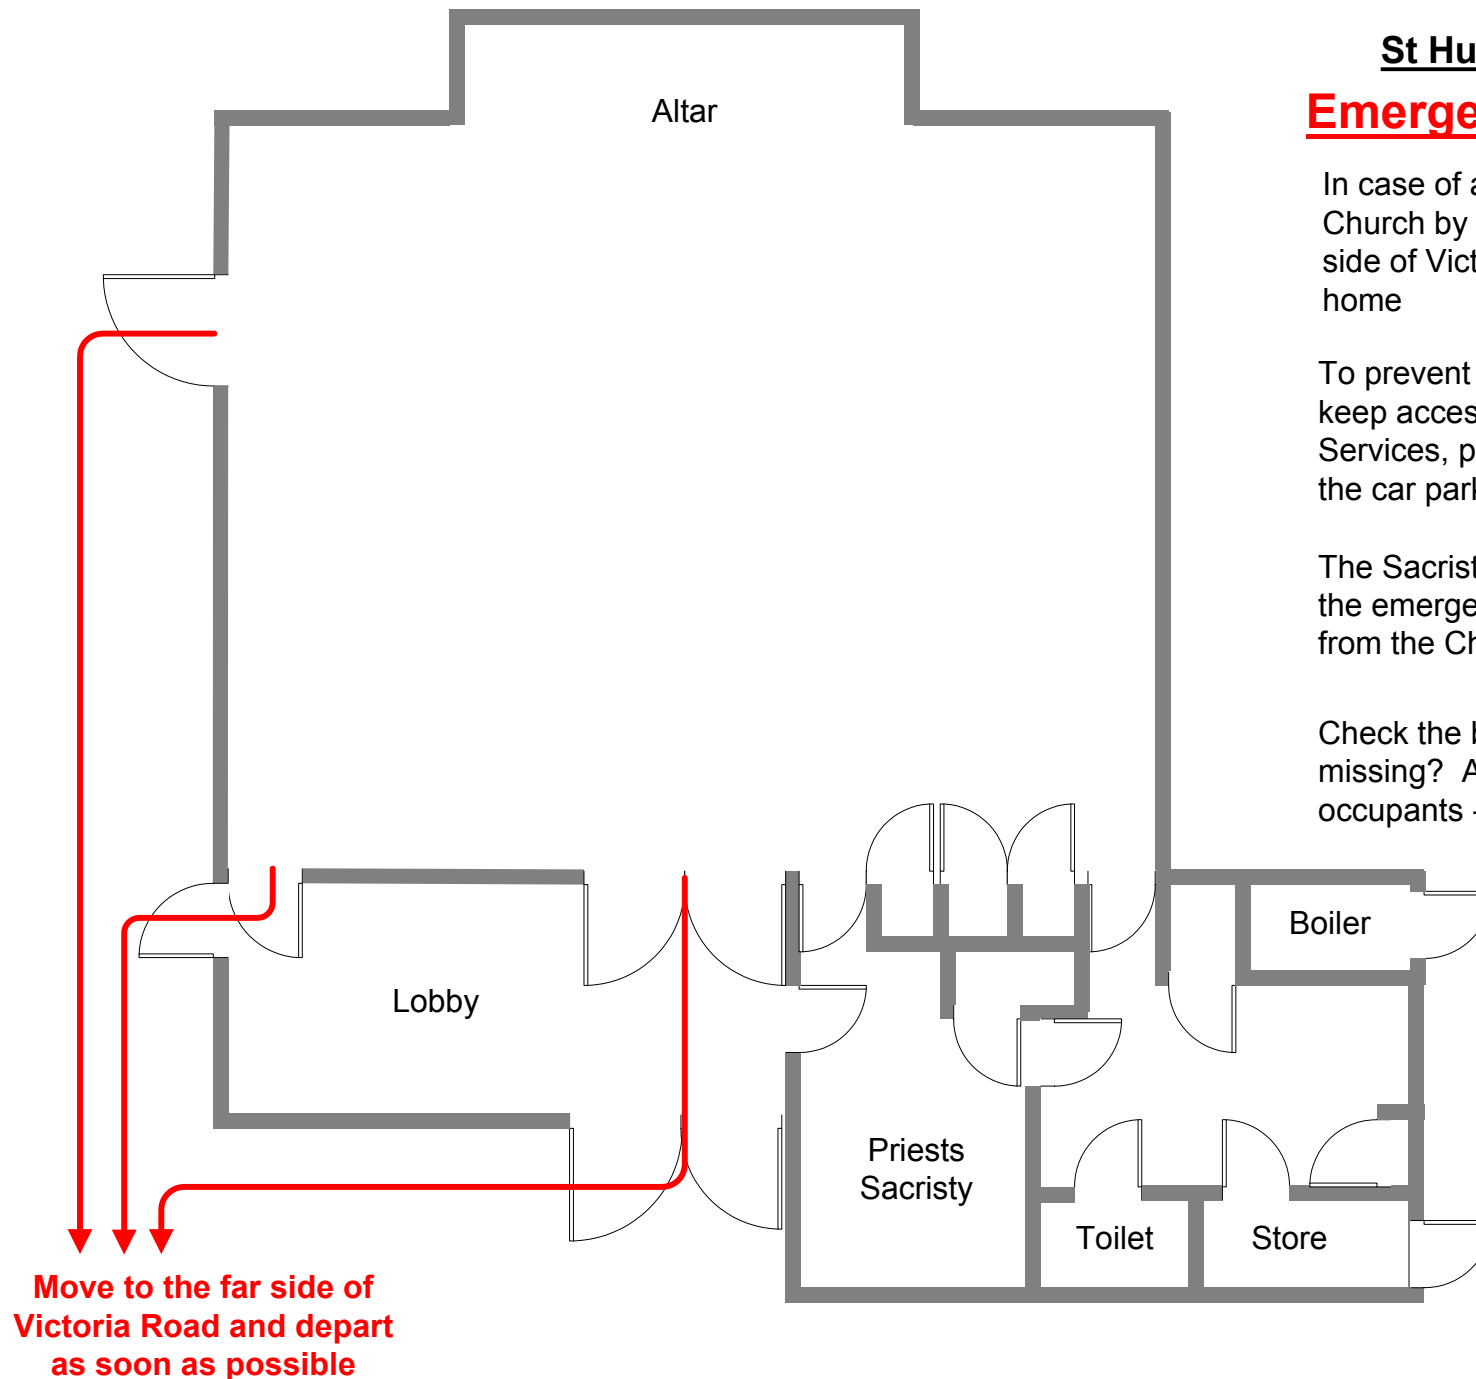 St Hu
Emerge
Altar
In case of a
Church by
side of Vict
home
To prevent
keep acces
Services, p
the car park
The Sacrist
the emerge
from the Ch
Check the b
missing? A
occupants -
Boiler
Lobby
Priests
Sacristy
Toilet
Store
Move to the far side of
Victoria Road and depart
as soon as possible